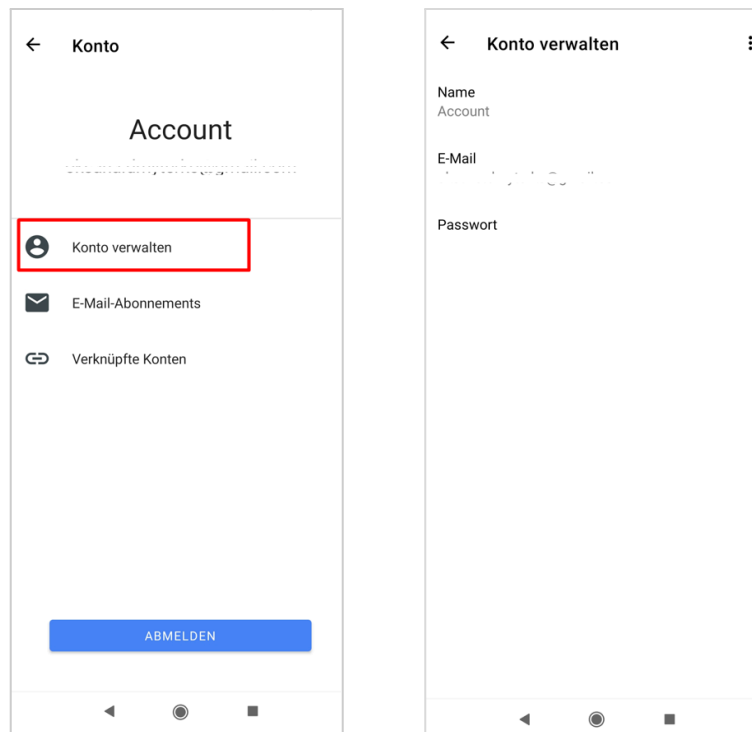 Konto
Account
Konto verwalten
E-Mail-Abonnements
Verknüpfte Konten
ABMELDEN
Konto verwalten
Name
Account
E-Mail
Passwort